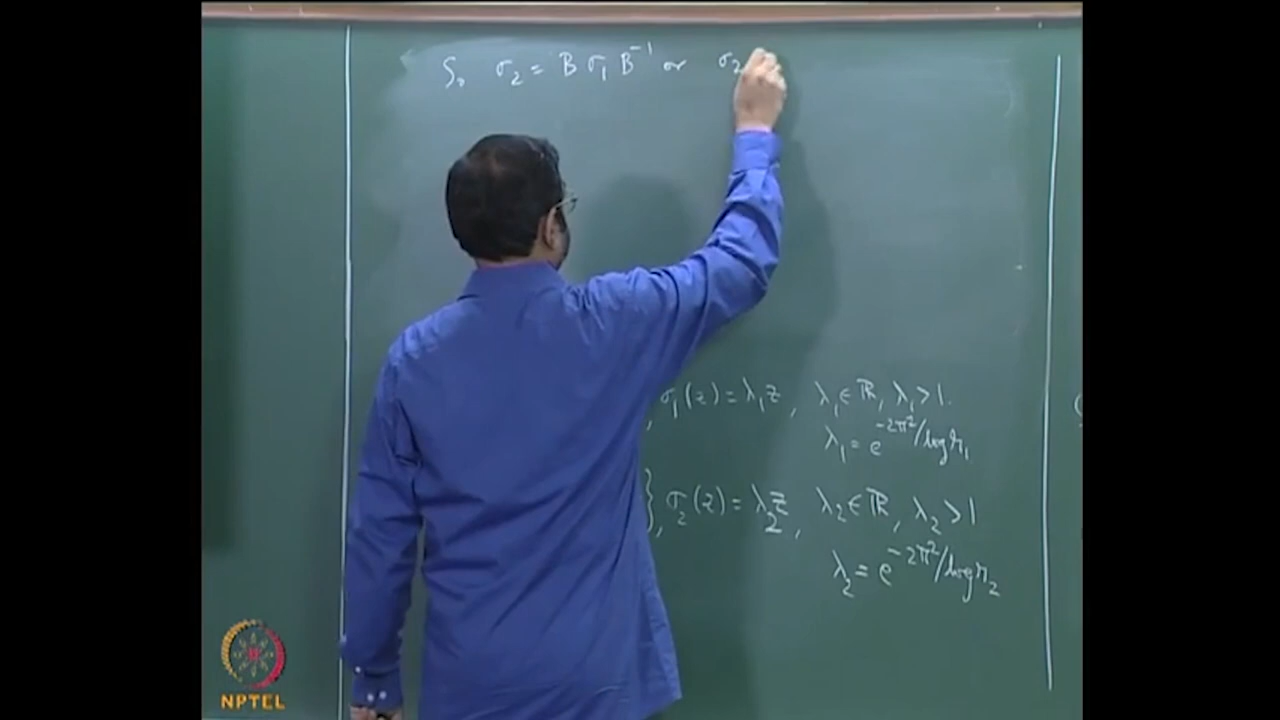 So σ₂ = B σ₁ B⁻¹ or σ₂
, σ₁(z) = λ₁z , λ₁ ∈ ℝ, λ₁ > 1.
λ₁ = e^{-2π²/log r₁}
}, σ₂(z) = λ₂z , λ₂ ∈ ℝ , λ₂ > 1
λ₂ = e^{-2π²/log r₂}
NPTEL